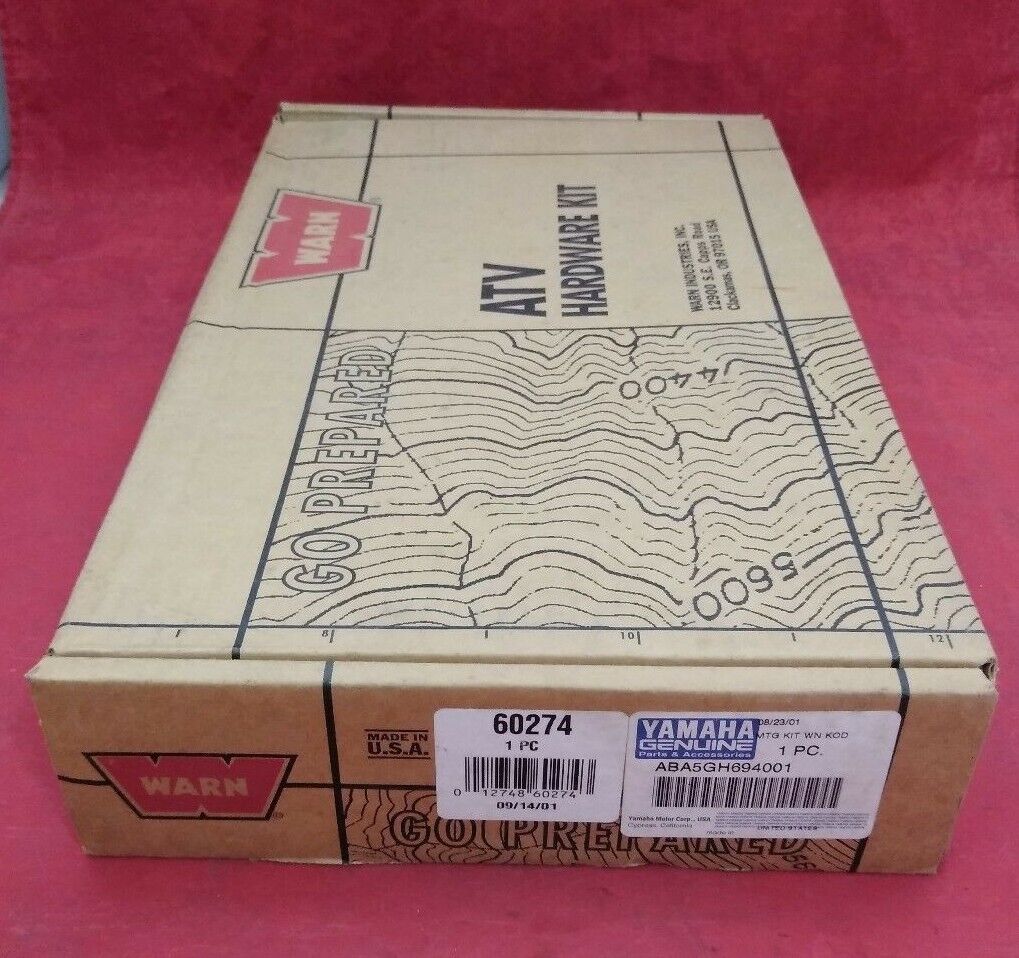 WARN
ATV
HARDWARE KIT
WARN INDUSTRIES, INC.
12900 S.E. Capps Road
Clackamas, OR 97015 USA
GO PREPARED
4400
5600
8
10
12
WARN
MADE IN
U.S.A.
60274
1 PC
0 12748 60274
09/14/01
YAMAHA
GENUINE
Parts & Accessories
08/23/01
MTG KIT WN KOD
1 PC.
ABA5GH694001
Yamaha Motor Corp., USA
Cypress, California
made in
GO PREPARED